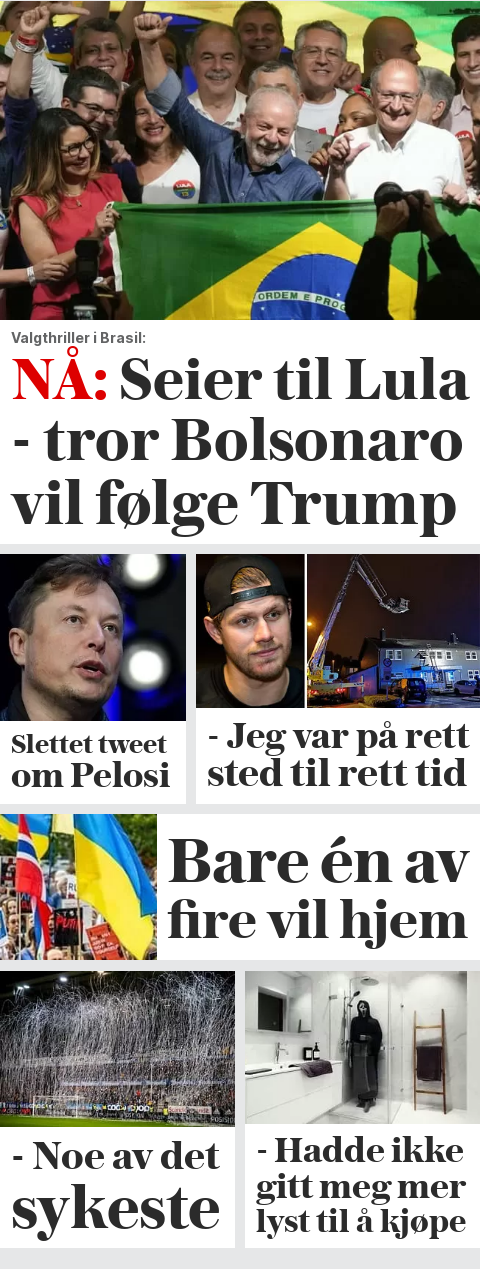 ORDEM E PROG
Valgthriller i Brasil:
NÅ: Seier til Lula
- tror Bolsonaro
vil følge Trump
Slettet tweet
om Pelosi
- Jeg var på rett
sted til rett tid
Bare én av
fire vil hjem
- Noe av det
sykeste
- Hadde ikke
gitt meg mer
lyst til å kjøpe